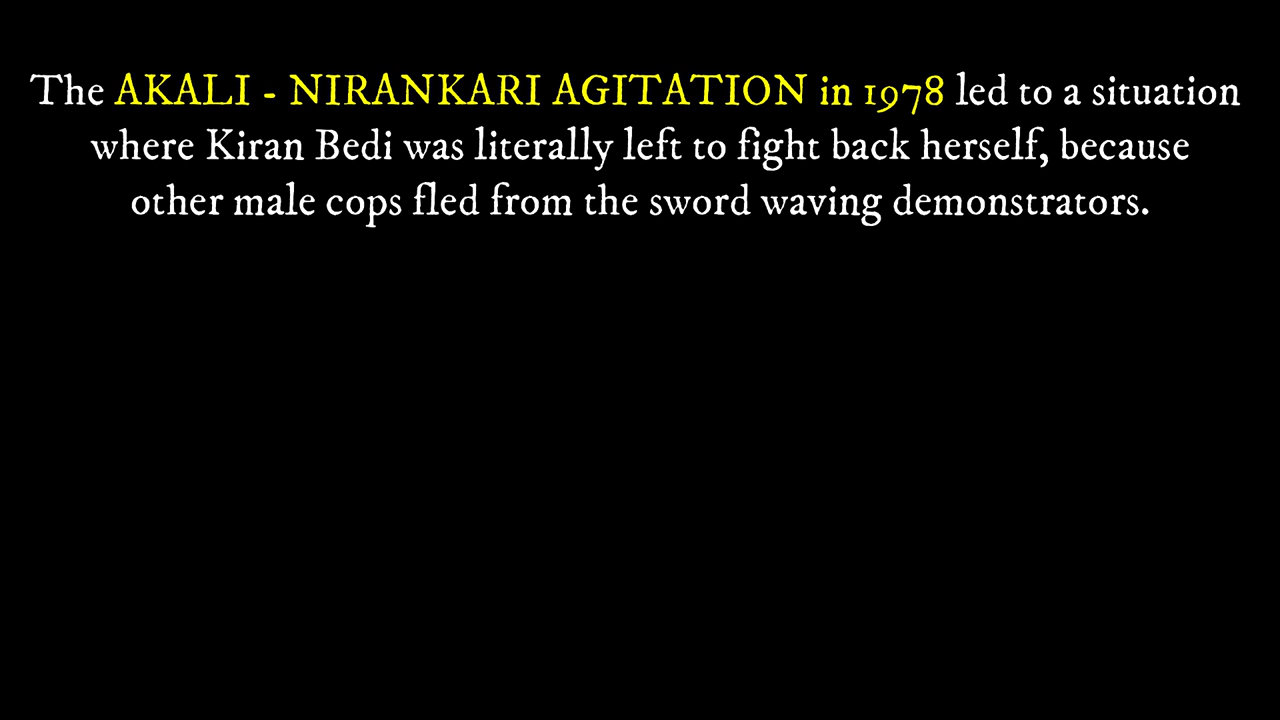 The AKALI - NIRANKARI AGITATION in 1978 led to a situation
where Kiran Bedi was literally left to fight back herself, because
other male cops fled from the sword waving demonstrators.